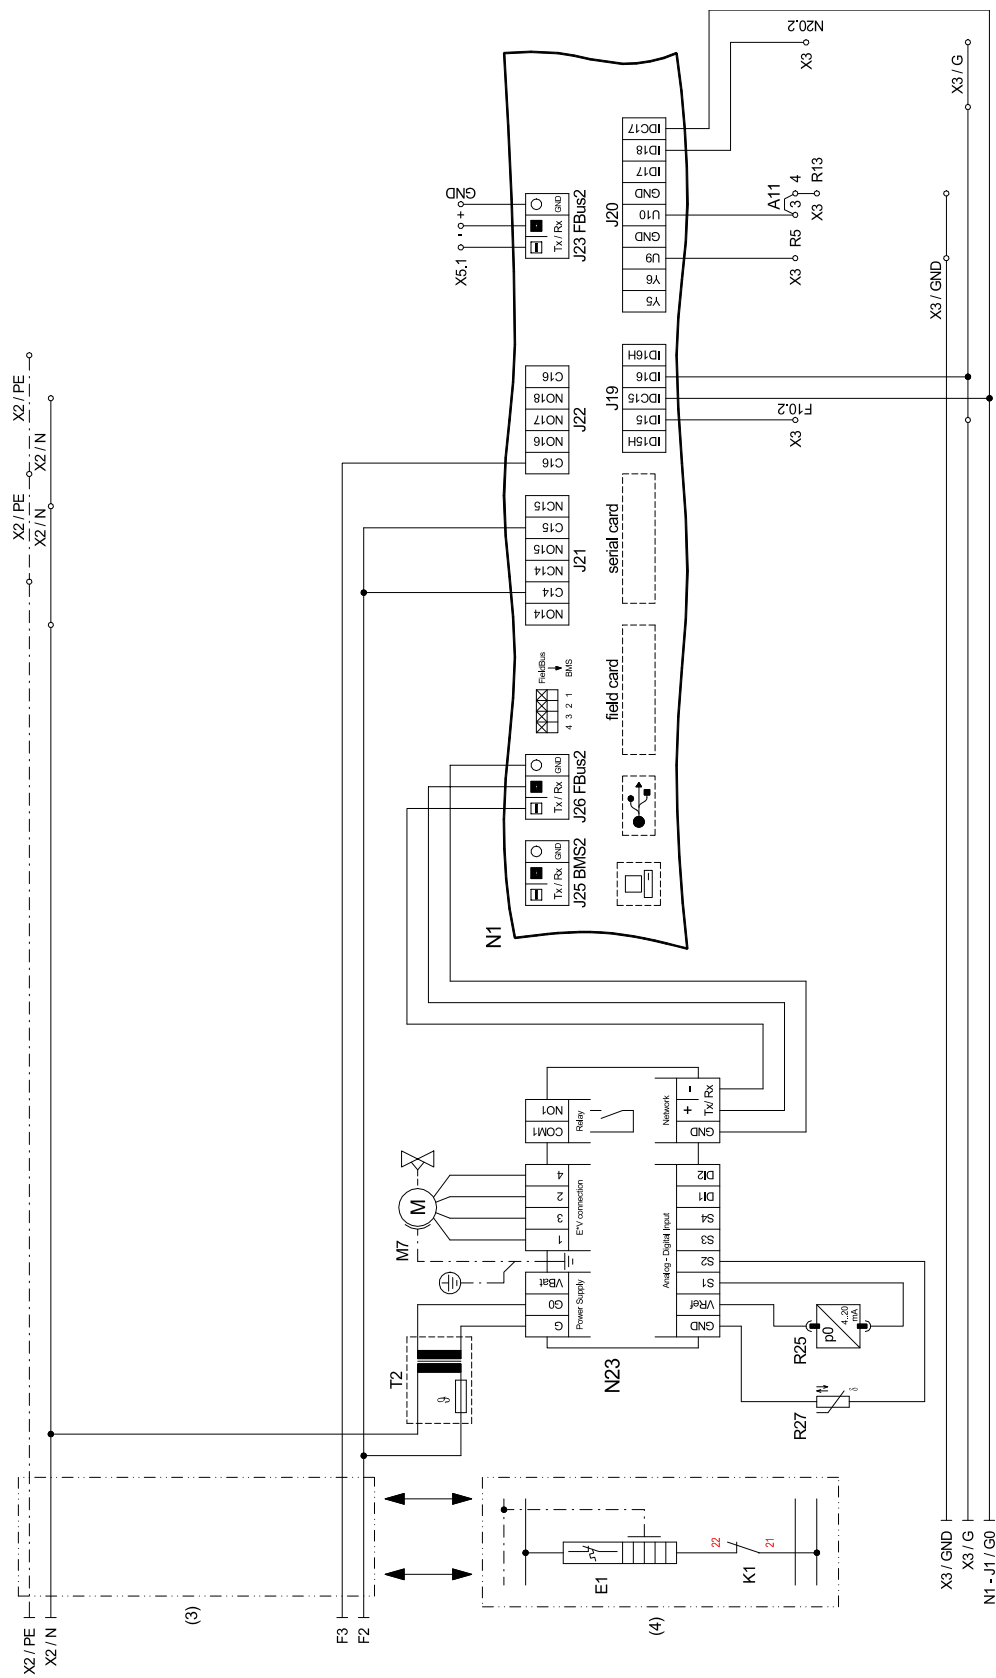 X2 / PE
X2 / N
X2 / PE
X2 / N
X2 / PE
X2 / N
(3)
F3
F2
(4)
E1
K1
22
21
T2
ϑ
N23
G
G0
VBat
Power Supply
1
3
2
4
E*V connection
COM1
NO1
Relay
M7
M
GND
VRef
S1
S2
S3
S4
DI1
DI2
Analog - Digital Input
GND
+
-
Tx/ Rx
Network
R25
p0
4..20
mA
R27
δ
N1
J25 BMS2
Tx / Rx
GND
J26 FBus2
Tx / Rx
GND
4 3 2 1
FieldBus
BMS
field card
serial card
J21
NO14
C14
NC14
NO15
C15
NC15
J22
C16
NO16
NO17
NO18
C16
J19
ID15H
ID15
IDC15
ID16
ID16H
J23 FBus2
Tx / Rx
GND
X5.1
-
+
GND
J20
Y5
Y6
U9
GND
U10
GND
ID17
ID18
IDC17
X3
F10.2
X3
R5
A11
3
4
X3
R13
X3
N20.2
X3 / GND
X3 / G
X3 / GND
X3 / G
N1 - J1 / G0